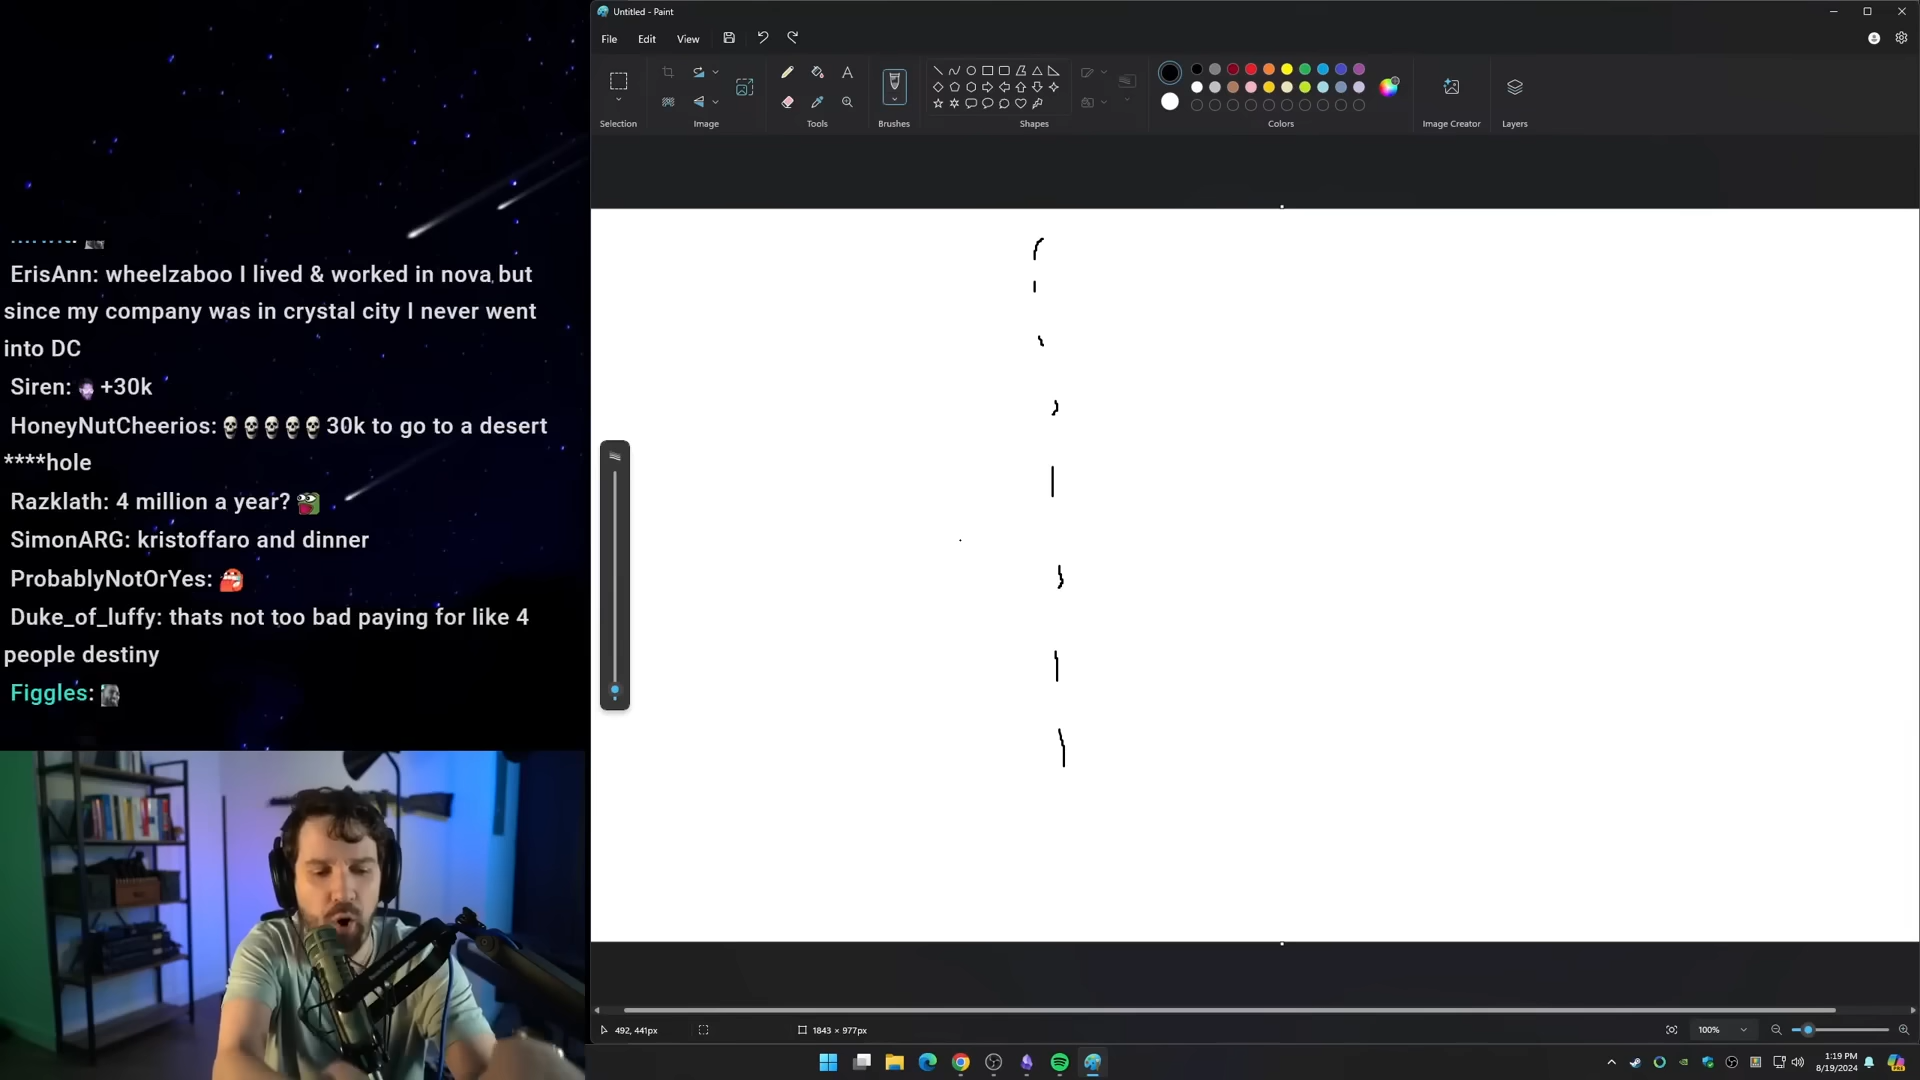 Untitled - Paint
File Edit View
Selection Image Tools Brushes Shapes Colors Image Creator Layers
ErisAnn: wheelzaboo I lived & worked in nova, but
since my company was in crystal city I never went
into DC
Siren: +30k
HoneyNutCheerios: 💀💀💀💀💀 30k to go to a desert
****hole
Razklath: 4 million a year?
SimonARG: kristoffaro and dinner
ProbablyNotOrYes:
Duke_of_luffy: thats not too bad paying for like 4
people destiny
Figgles:
492, 441px 1843 × 977px 100%
1:19 PM
8/19/2024